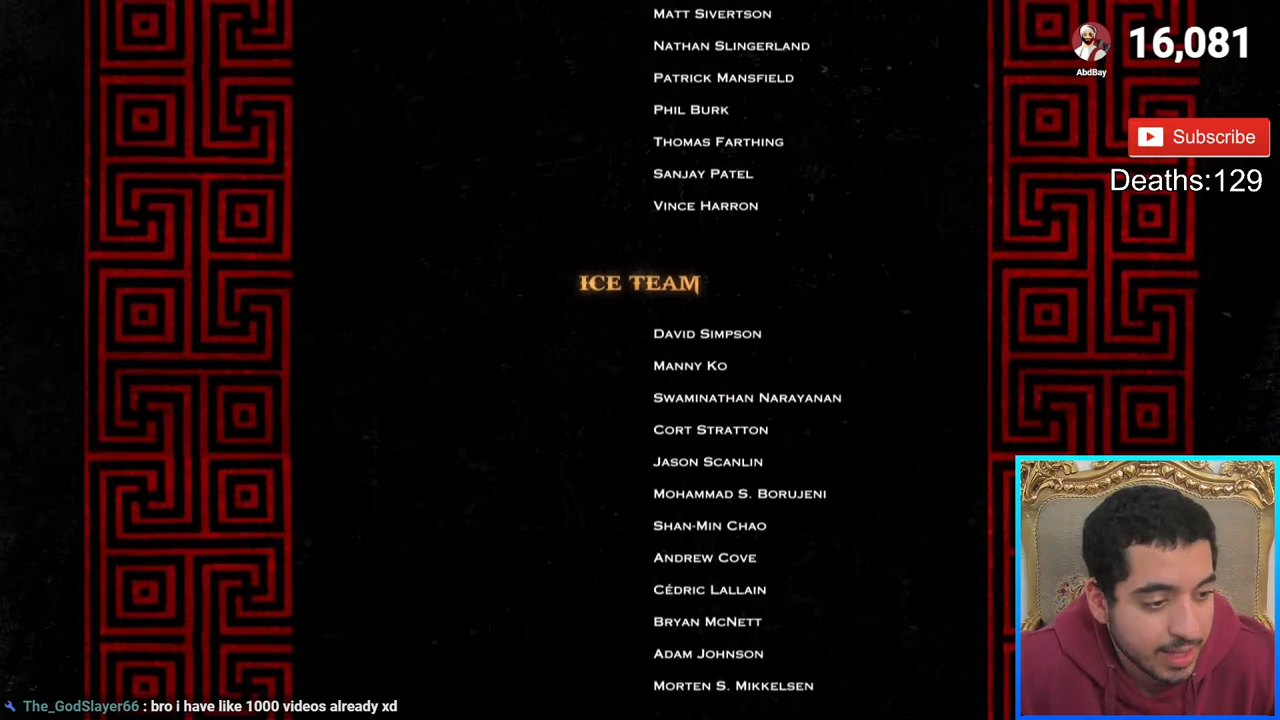 MATT SIVERTSON
NATHAN SLINGERLAND
PATRICK MANSFIELD
PHIL BURK
THOMAS FARTHING
SANJAY PATEL
VINCE HARRON
ICE TEAM
DAVID SIMPSON
MANNY KO
SWAMINATHAN NARAYANAN
CORT STRATTON
JASON SCANLIN
MOHAMMAD S. BORUJENI
SHAN-MIN CHAO
ANDREW COVE
CÉDRIC LALLAIN
BRYAN MCNETT
ADAM JOHNSON
MORTEN S. MIKKELSEN
16,081
AbdBay
Subscribe
Deaths:129
The_GodSlayer66 : bro i have like 1000 videos already xd